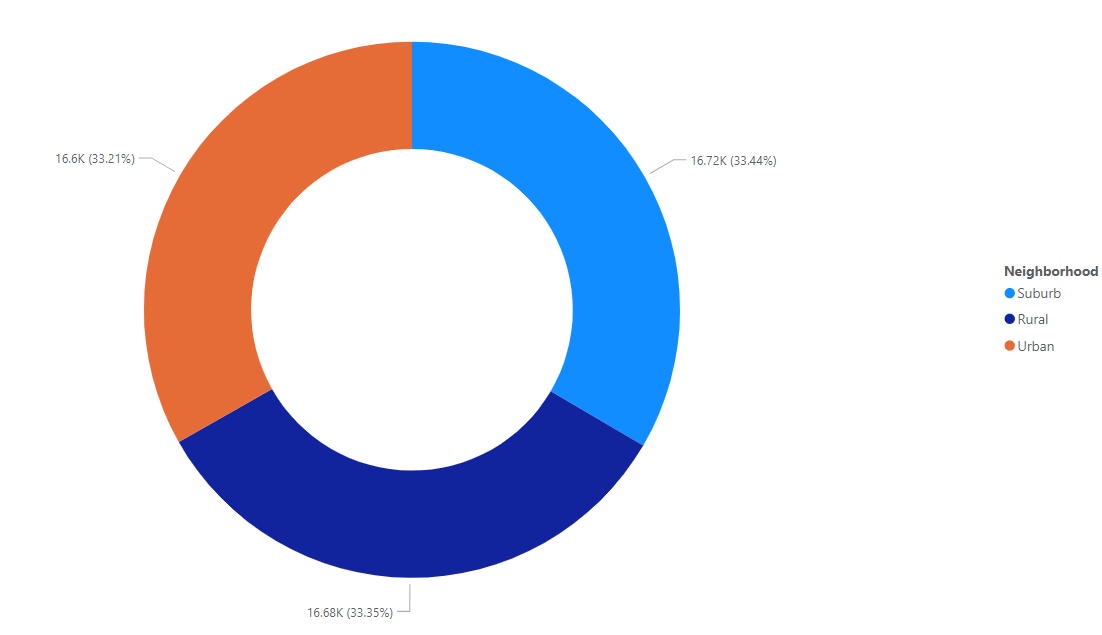 16.6K (33.21%)
16.72K (33.44%)
16.68K (33.35%)
Neighborhood
Suburb
Rural
Urban